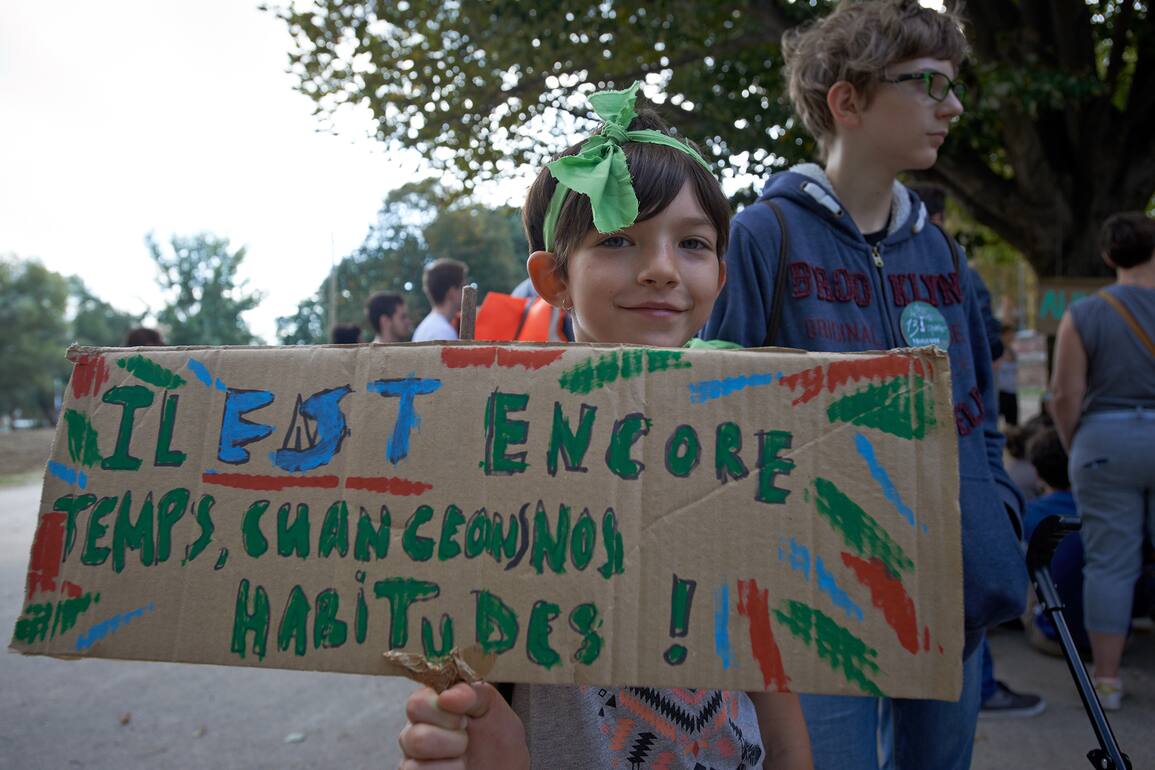 IL EST ENCORE
TEMPS, CHANGEONS NOS
HABITUDES !
BROOKLYN
ORIGINAL